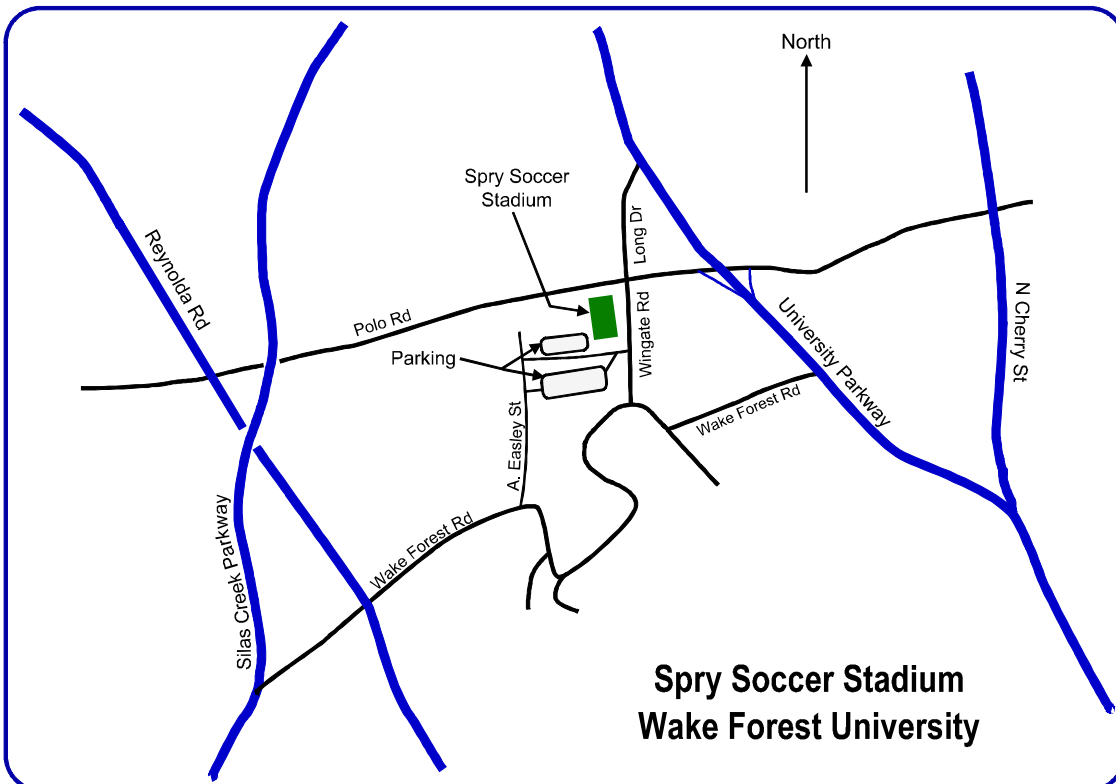 North
Spry Soccer
Stadium
Long Dr
Reynolda Rd
Polo Rd
Wingate Rd
N Cherry St
University Parkway
Parking
Wake Forest Rd
A. Easley St
Wake Forest Rd
Silas Creek Parkway
Spry Soccer Stadium
Wake Forest University